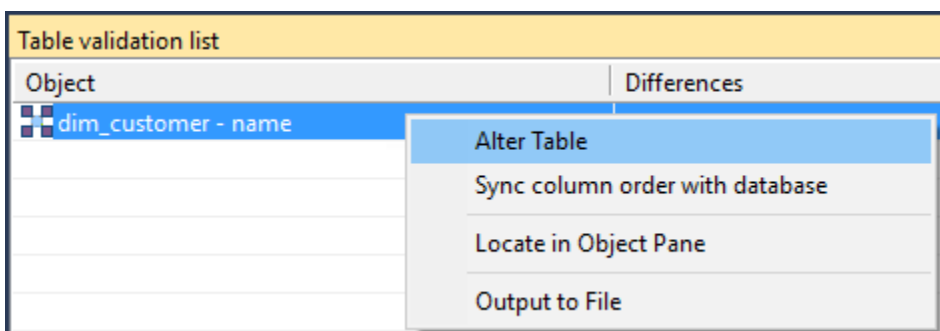 Table validation list
Object Differences
dim_customer - name
Alter Table
Sync column order with database
Locate in Object Pane
Output to File